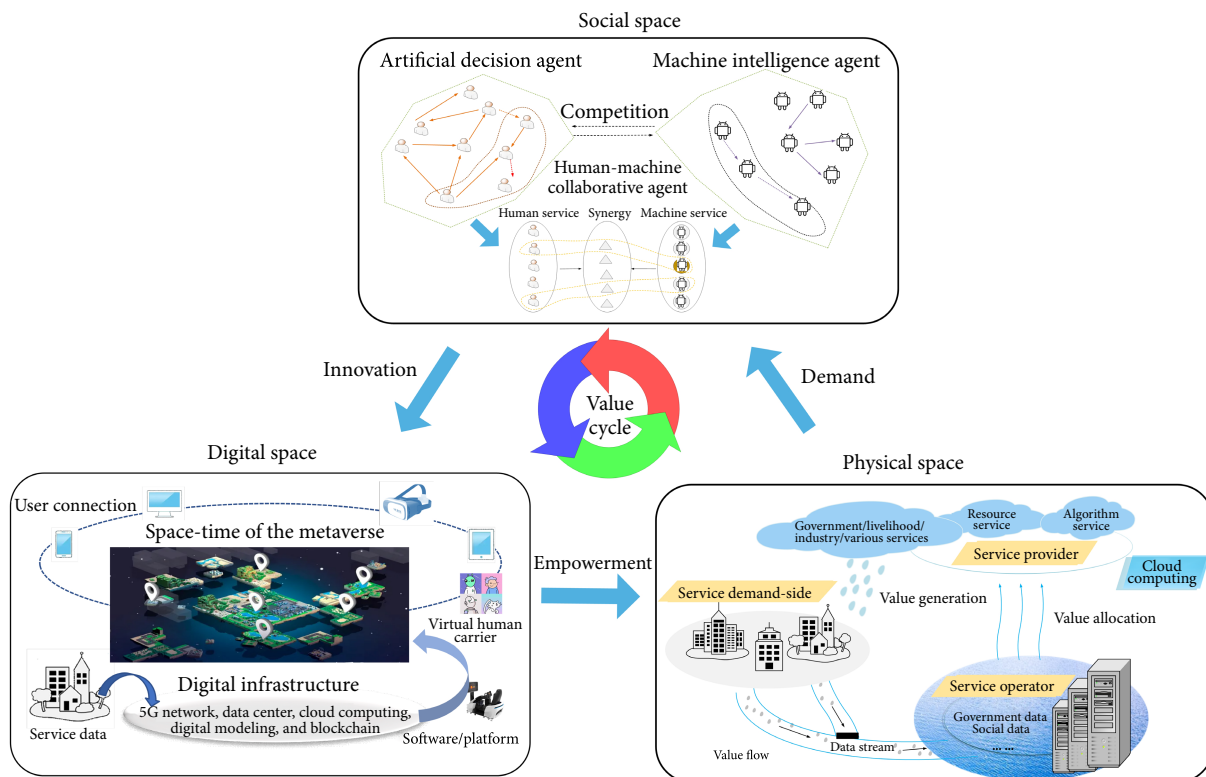 Social space
Artificial decision agent
Machine intelligence agent
Competition
Human-machine
collaborative agent
Human service
Synergy
Machine service
Innovation
Value
cycle
Demand
Digital space
User connection
Space-time of the metaverse
Virtual human
carrier
Digital infrastructure
5G network, data center, cloud computing,
digital modeling, and blockchain
Service data
Software/platform
Empowerment
Physical space
Government/livelihood/
industry/various services
Resource
service
Algorithm
service
Service provider
Cloud
computing
Service demand-side
Value generation
Value allocation
Service operator
Government data
Social data
... ...
Value flow
Data stream